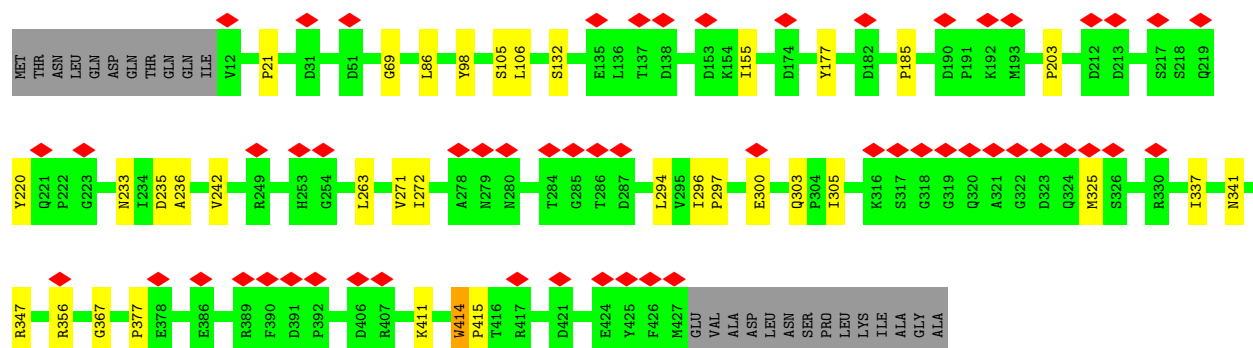 MET THR ASN LEU GLN ASP GLN THR GLN GLN ILE V12 P21 D31 D51 G69 L86 Y98 S105 L106 S132 E135 L136 T137 D138 D153 K154 I155 D174 Y177 D182 P185 D190 P191 K192 M193 P203 D212 D213 S217 S218 Q219
Y220 Q221 P222 G223 N233 I234 D235 A236 V242 R249 H253 G254 L263 V271 I272 A278 N279 N280 T284 G285 T286 D287 L294 V295 I296 P297 E300 Q303 P304 I305 K316 S317 G318 G319 Q320 A321 G322 D323 Q324 M325 S326 R330 I337 N341
R347 R356 G367 P377 E378 E386 R389 F390 D391 P392 D406 R407 K411 W414 P415 T416 R417 D421 E424 Y425 F426 M427 GLU VAL ALA ASP LEU ASN SER PRO LEU LYS ILE ALA GLY ALA